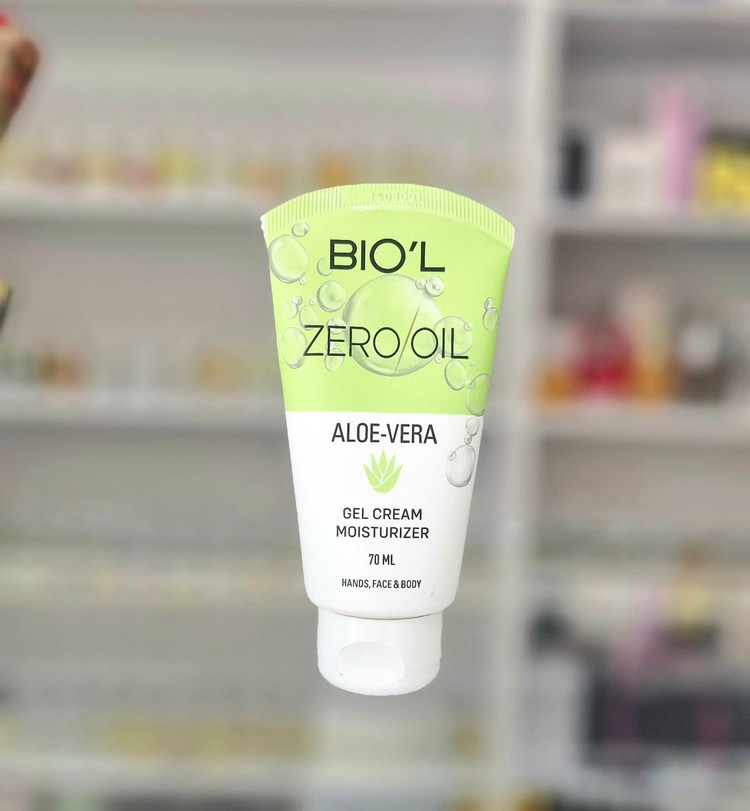 BIO'L
ZERO/OIL
ALOE-VERA
GEL CREAM
MOISTURIZER
70 ML
HANDS, FACE & BODY